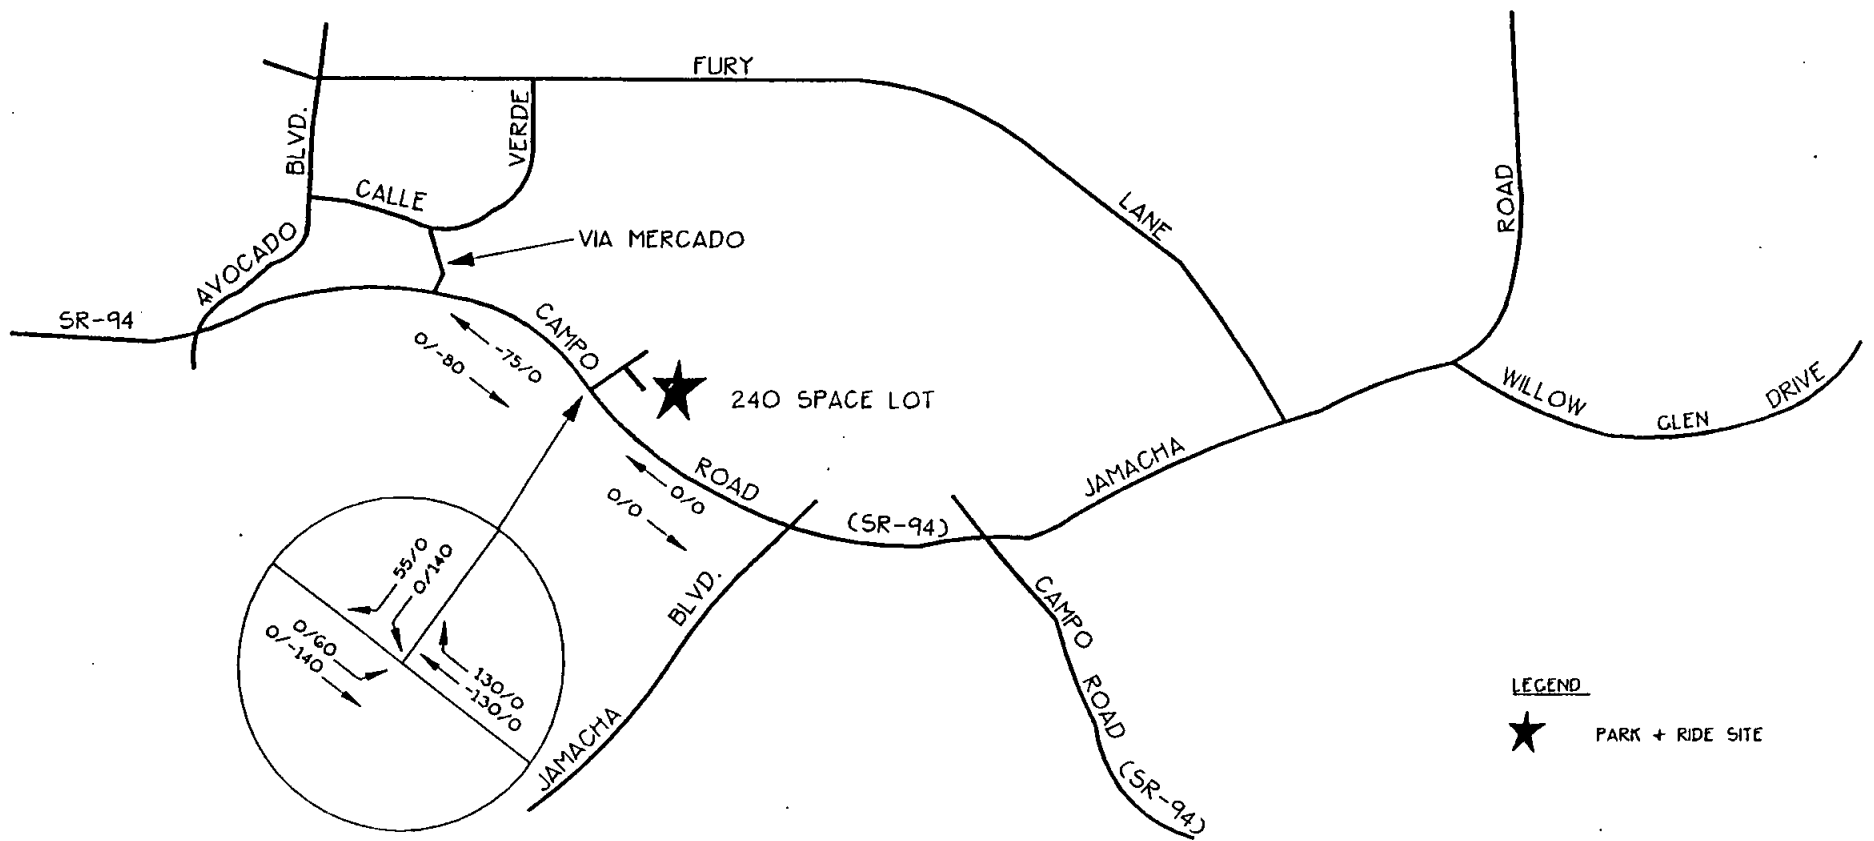 FURY
BLVD.
VERDE
CALLE
LANE
ROAD
AVOCADO
VIA MERCADO
SR-94
CAMPO
-75/0
0/-80
240 SPACE LOT
WILLOW
GLEN
DRIVE
JAMACHA
ROAD
0/0
0/0
(SR-94)
55/0
0/140
0/60
0/-140
130/0
-130/0
BLVD.
JAMACHA
CAMPO
ROAD
(SR-94)
LEGEND
PARK + RIDE SITE